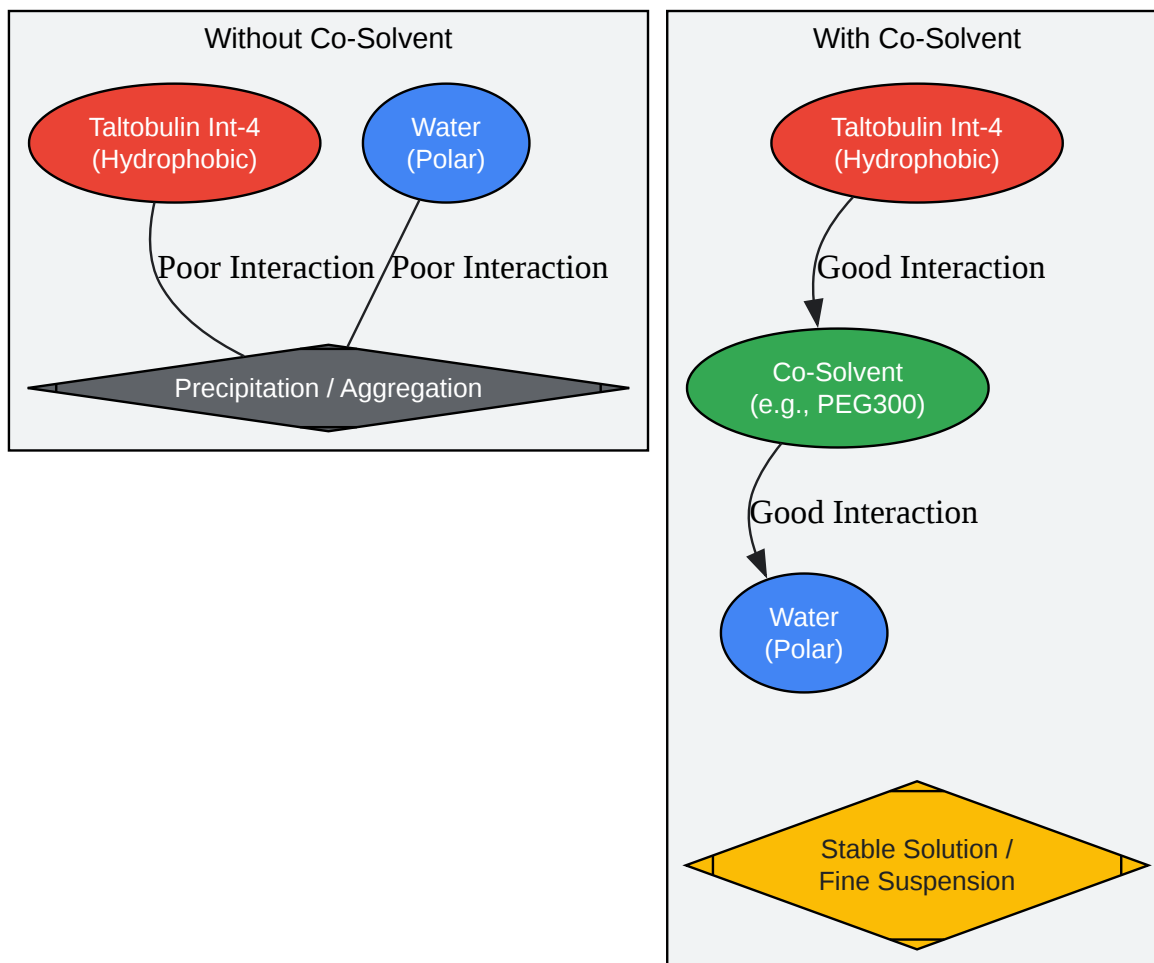 Without Co-Solvent
Taltobulin Int-4
(Hydrophobic)
Water
(Polar)
Poor Interaction
Poor Interaction
Precipitation / Aggregation
With Co-Solvent
Taltobulin Int-4
(Hydrophobic)
Good Interaction
Co-Solvent
(e.g., PEG300)
Good Interaction
Water
(Polar)
Stable Solution /
Fine Suspension